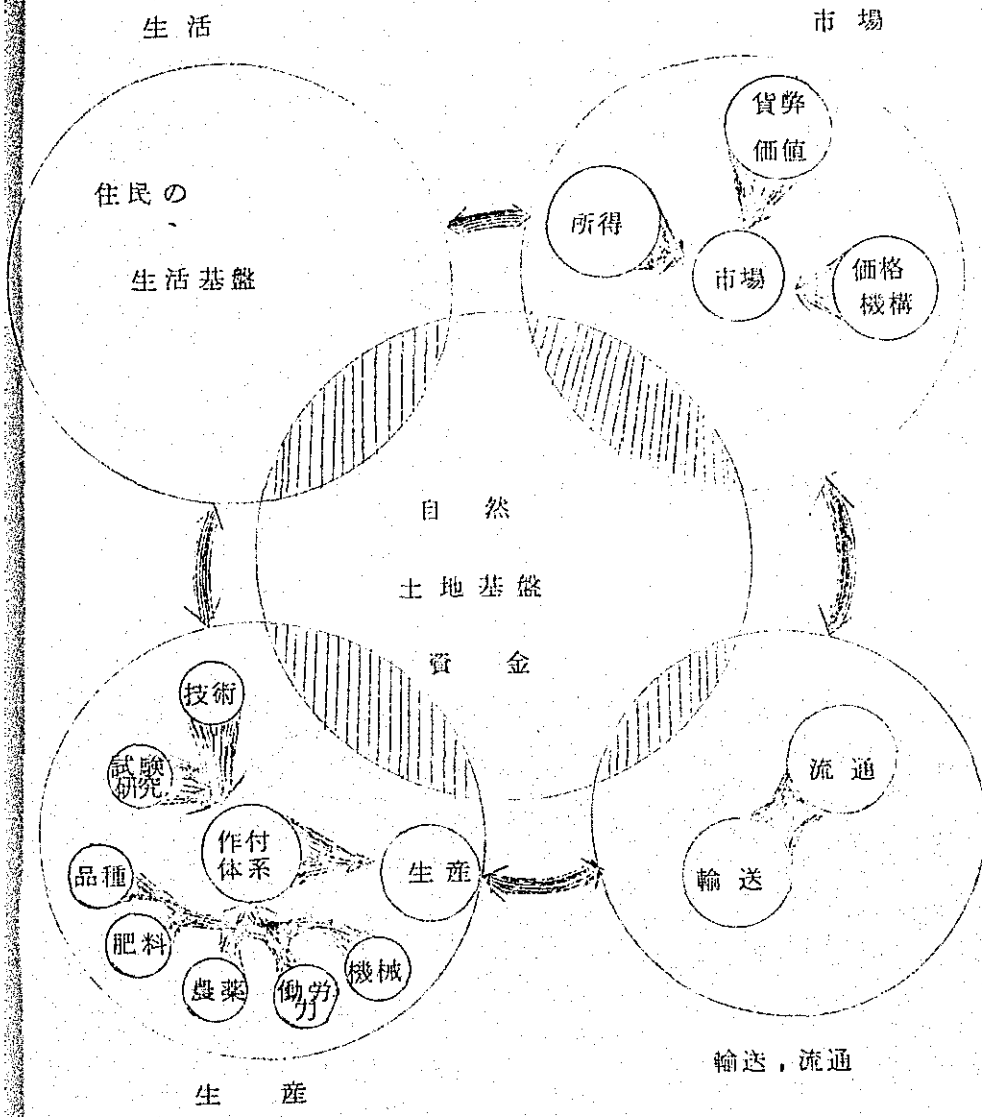 生活
市場
住民の
生活基盤
貨弊
価値
所得
市場
価格
機構
自然
土地基盤
資金
技術
試験
研究
作付
体系
生産
品種
肥料
農薬
働労
力
機械
流通
輸送
生産
輸送,流通